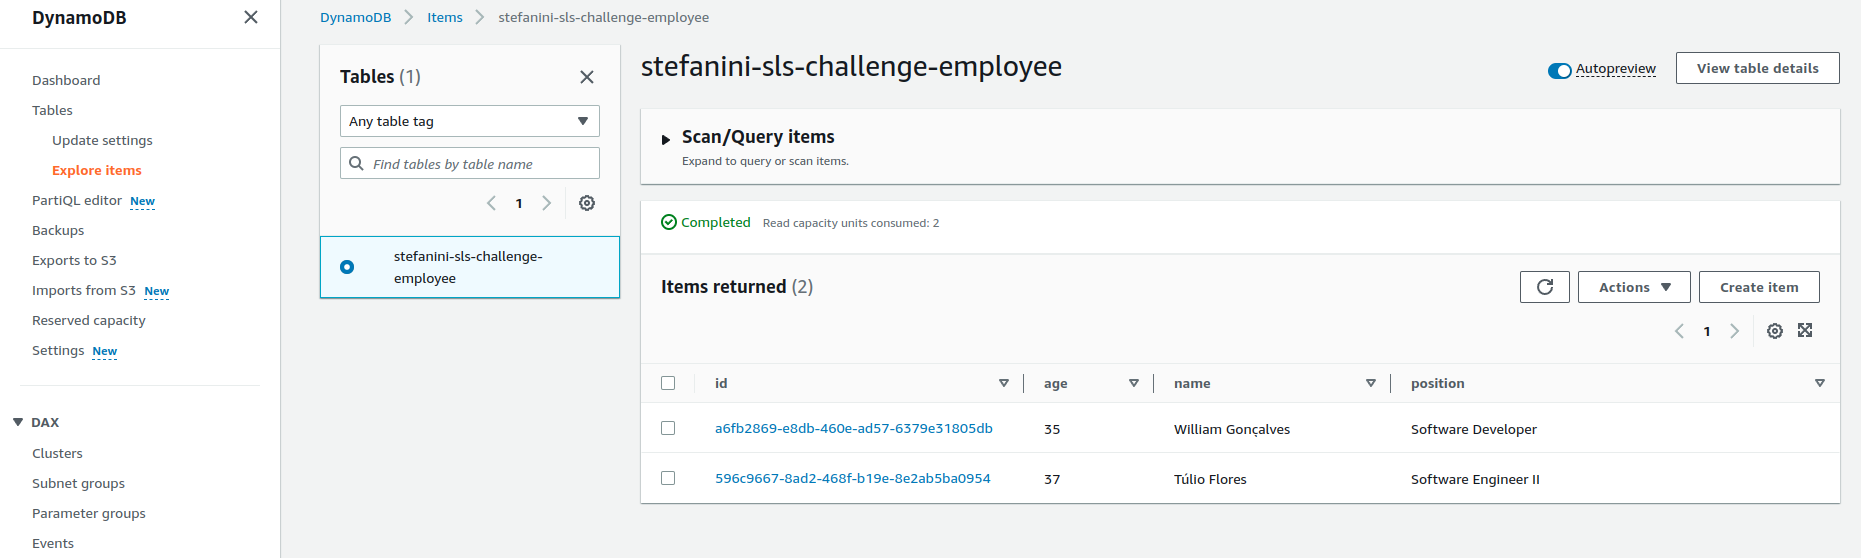 DynamoDB
Dashboard
Tables
Update settings
Explore items
PartiQL editor New
Backups
Exports to S3
Imports from S3 New
Reserved capacity
Settings New
DAX
Clusters
Subnet groups
Parameter groups
Events
DynamoDB Items stefanini-sls-challenge-employee
Tables (1)
Any table tag
Find tables by table name
1
stefanini-sls-challenge-
employee
stefanini-sls-challenge-employee
Autopreview
View table details
Scan/Query items
Expand to query or scan items.
Completed Read capacity units consumed: 2
Items returned (2)
Actions
Create item
1
id age name position
a6fb2869-e8db-460e-ad57-6379e31805db 35 William Gonçalves Software Developer
596c9667-8ad2-468f-b19e-8e2ab5ba0954 37 Túlio Flores Software Engineer II